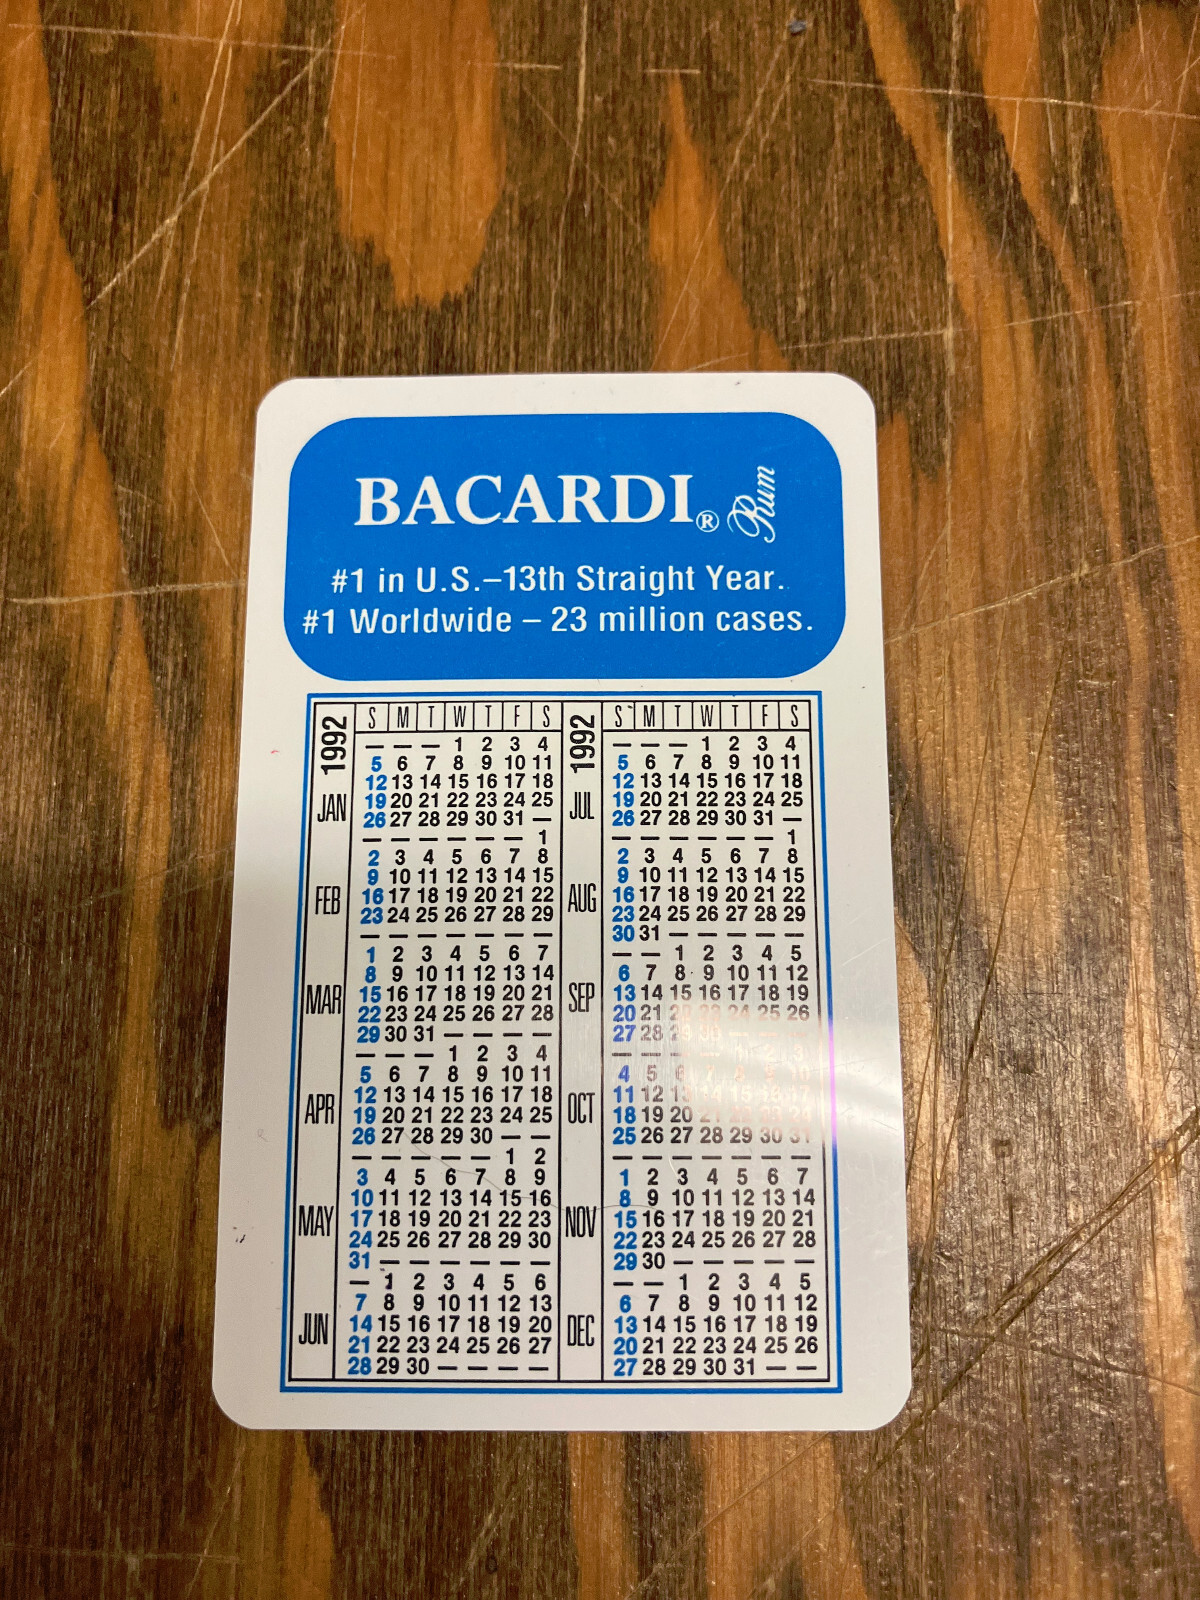 BACARDI® Rum
#1 in U.S.–13th Straight Year.
#1 Worldwide – 23 million cases.
1992
S M T W T F S
JAN
— — — 1 2 3 4
5 6 7 8 9 10 11
12 13 14 15 16 17 18
19 20 21 22 23 24 25
26 27 28 29 30 31 —
FEB
— — — — — — 1
2 3 4 5 6 7 8
9 10 11 12 13 14 15
16 17 18 19 20 21 22
23 24 25 26 27 28 29
— — — — — — —
MAR
1 2 3 4 5 6 7
8 9 10 11 12 13 14
15 16 17 18 19 20 21
22 23 24 25 26 27 28
29 30 31 — — — —
APR
— — — 1 2 3 4
5 6 7 8 9 10 11
12 13 14 15 16 17 18
19 20 21 22 23 24 25
26 27 28 29 30 — —
MAY
— — — — — 1 2
3 4 5 6 7 8 9
10 11 12 13 14 15 16
17 18 19 20 21 22 23
24 25 26 27 28 29 30
31 — — — — — —
JUN
— 1 2 3 4 5 6
7 8 9 10 11 12 13
14 15 16 17 18 19 20
21 22 23 24 25 26 27
28 29 30 — — — —
1992
S M T W T F S
JUL
— — — 1 2 3 4
5 6 7 8 9 10 11
12 13 14 15 16 17 18
19 20 21 22 23 24 25
26 27 28 29 30 31 —
AUG
— — — — — — 1
2 3 4 5 6 7 8
9 10 11 12 13 14 15
16 17 18 19 20 21 22
23 24 25 26 27 28 29
30 31 — — — — —
SEP
— — 1 2 3 4 5
6 7 8 9 10 11 12
13 14 15 16 17 18 19
20 21 22 23 24 25 26
27 28 29 30 — — —
OCT
— — — — 2 3
4 5 6 7 8 9 10
11 12 13 14 15 16 17
18 19 20 21
25 26 27 28 29 30 31
NOV
— — — — — — —
1 2 3 4 5 6 7
8 9 10 11 12 13 14
15 16 17 18 19 20 21
22 23 24 25 26 27 28
29 30 — — — — —
DEC
— — 1 2 3 4 5
6 7 8 9 10 11 12
13 14 15 16 17 18 19
20 21 22 23 24 25 26
27 28 29 30 31 — —